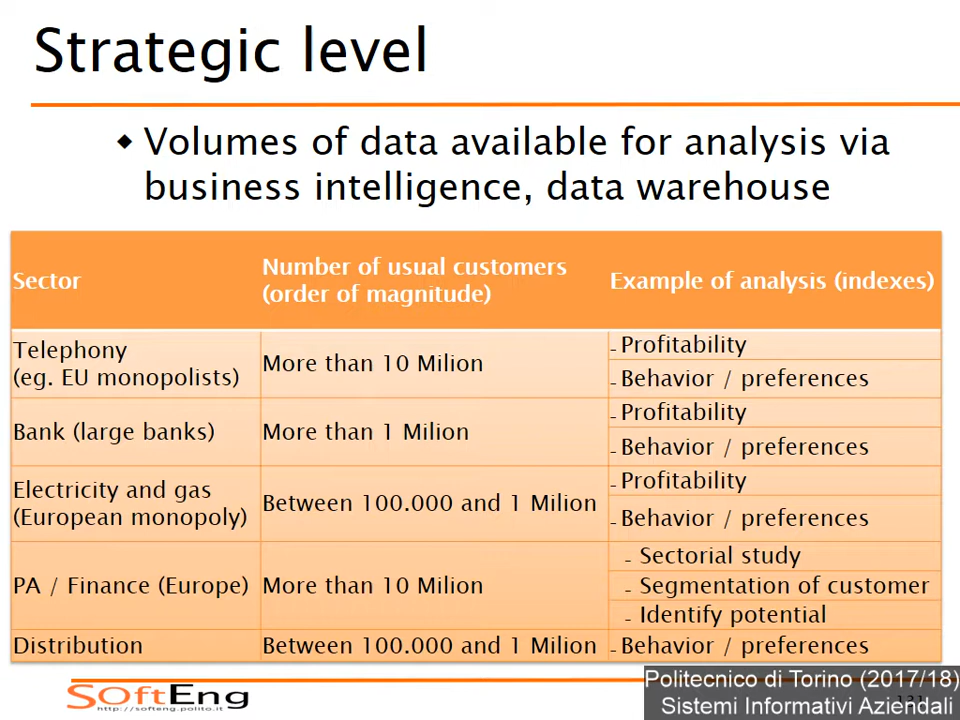 Strategic level
◆ Volumes of data available for analysis via
business intelligence, data warehouse
Sector
Number of usual customers
(order of magnitude)
Example of analysis (indexes)
Telephony
(eg. EU monopolists)
More than 10 Milion
- Profitability
- Behavior / preferences
Bank (large banks)
More than 1 Milion
- Profitability
- Behavior / preferences
Electricity and gas
(European monopoly)
Between 100.000 and 1 Milion
- Profitability
- Behavior / preferences
PA / Finance (Europe)
More than 10 Milion
- Sectorial study
- Segmentation of customer
- Identify potential
Distribution
Between 100.000 and 1 Milion
- Behavior / preferences
SoftEng
http://softeng.polito.it
Politecnico di Torino (2017/18)
Sistemi Informativi Aziendali